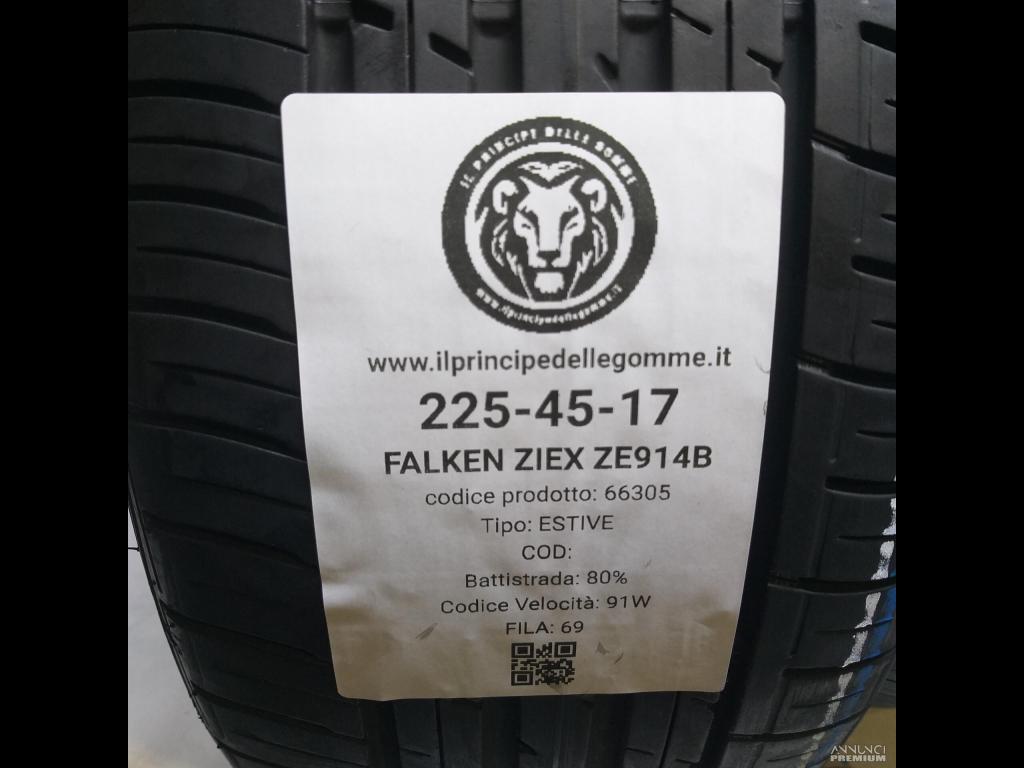 IL PRINCIPE DELLE GOMME
www.ilprincipedellegomme.it
www.ilprincipedellegomme.it
225-45-17
FALKEN ZIEX ZE914B
codice prodotto: 66305
Tipo: ESTIVE
COD:
Battistrada: 80%
Codice Velocità: 91W
FILA: 69
ANNUNCI
PREMIUM